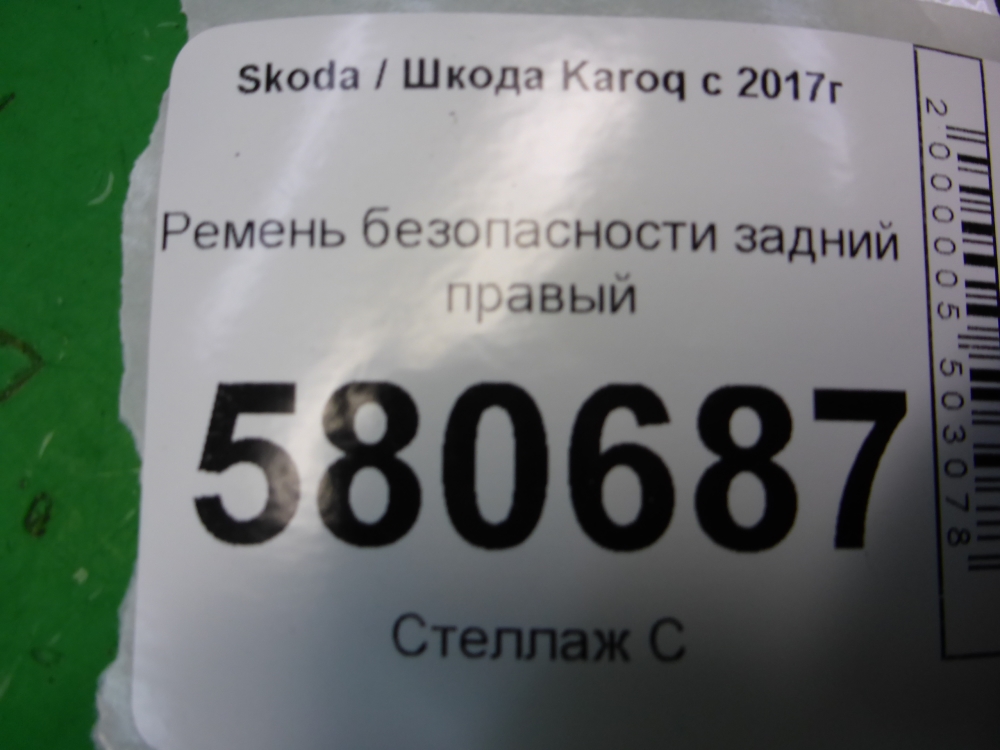 Skoda / Шкода Karoq с 2017г
Ремень безопасности задний
правый
580687
Стеллаж С
2000005503078